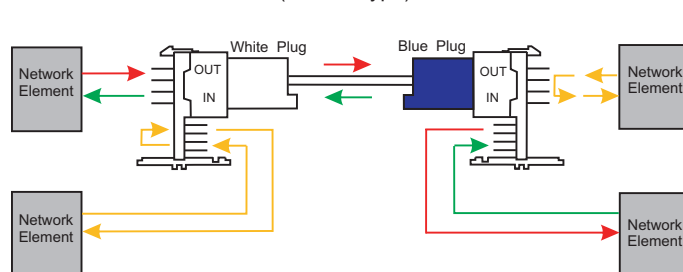 White Plug
Blue Plug
Network
Element
OUT
IN
OUT
IN
Network
Element
Network
Element
Network
Element